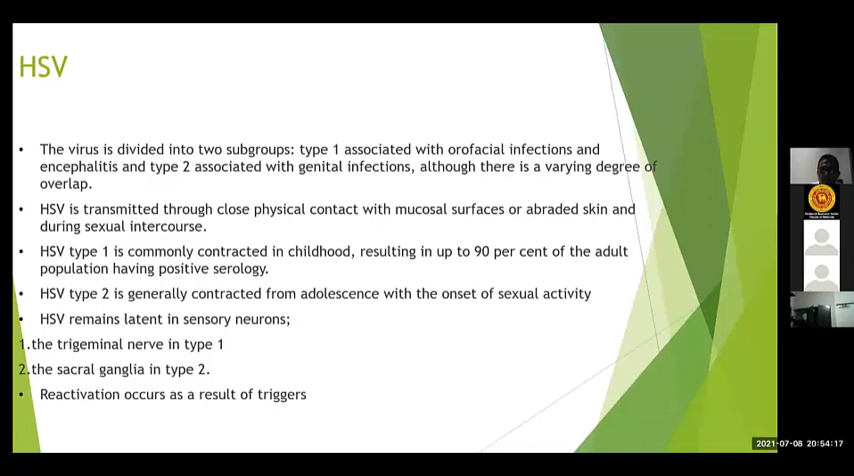 HSV
• The virus is divided into two subgroups: type 1 associated with orofacial infections and
encephalitis and type 2 associated with genital infections, although there is a varying degree of
overlap.
• HSV is transmitted through close physical contact with mucosal surfaces or abraded skin and
during sexual intercourse.
• HSV type 1 is commonly contracted in childhood, resulting in up to 90 per cent of the adult
population having positive serology.
• HSV type 2 is generally contracted from adolescence with the onset of sexual activity
• HSV remains latent in sensory neurons;
1.the trigeminal nerve in type 1
2.the sacral ganglia in type 2.
• Reactivation occurs as a result of triggers
2021-07-08 20:54:17